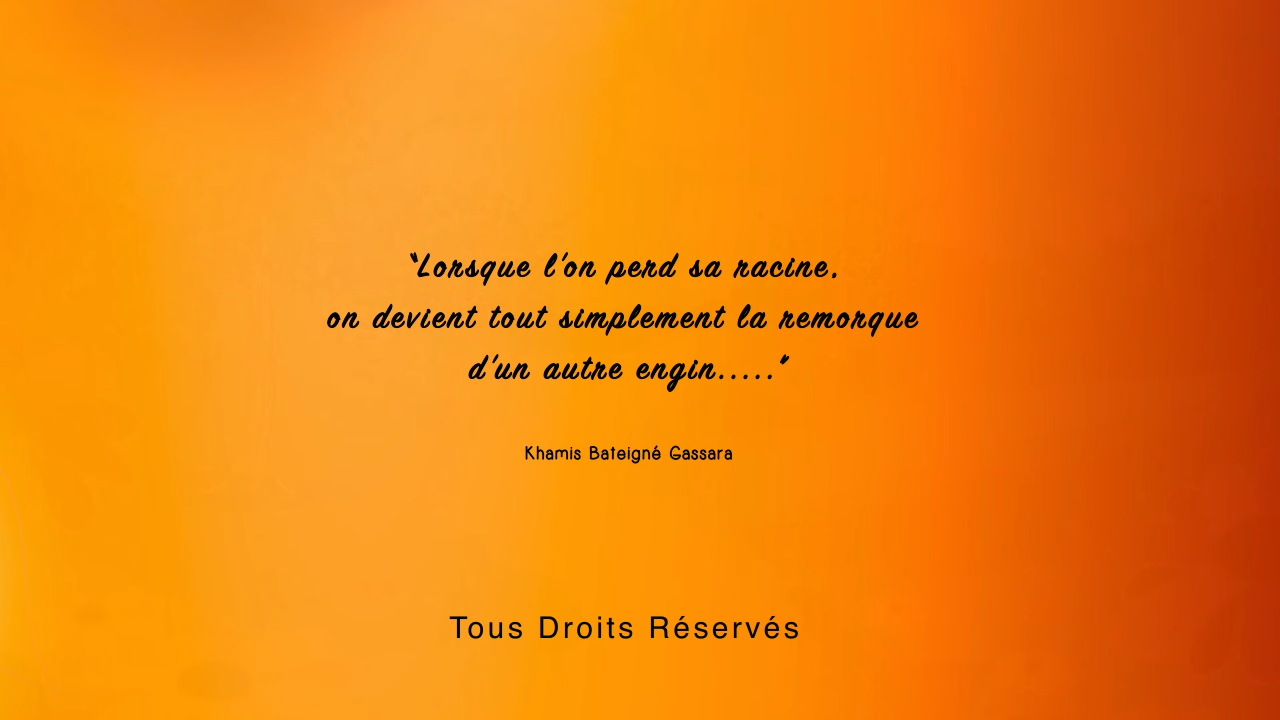 “Lorsque l'on perd sa racine,
on devient tout simplement la remorque
d'un autre engin.....”
Khamis Bateigné Gassara
Tous Droits Réservés